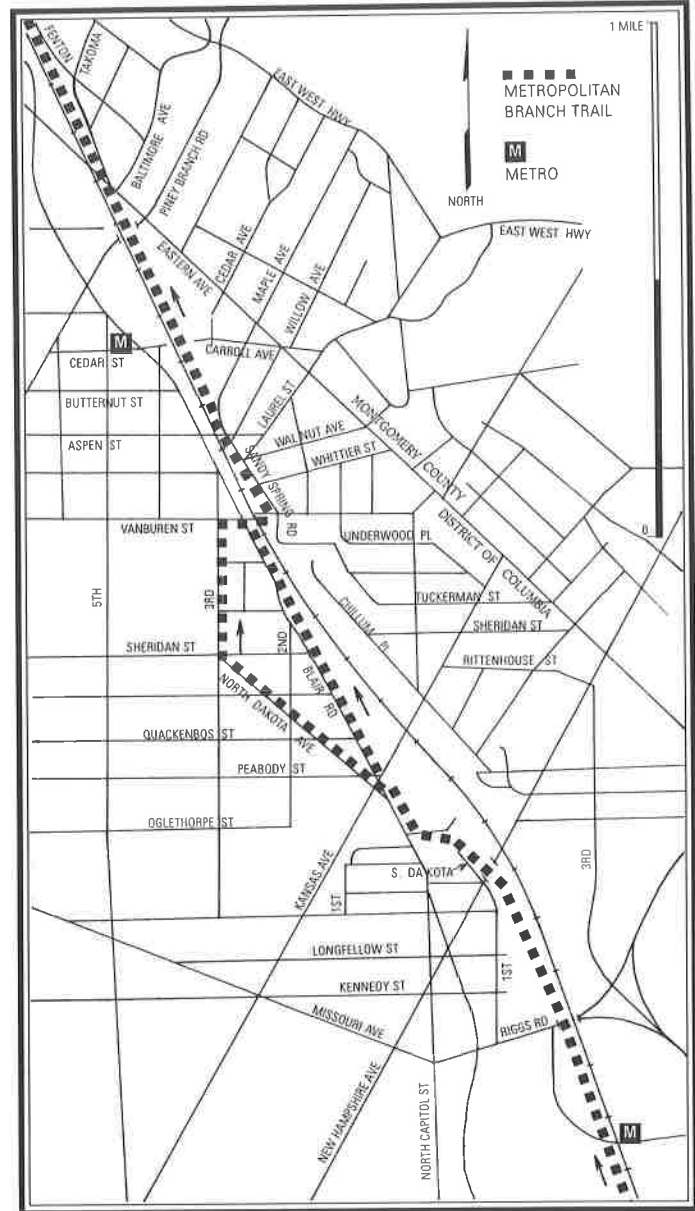 FENTON
TAKOMA
1 MILE
EAST WEST HWY
METROPOLITAN
BRANCH TRAIL
M
METRO
BALTIMORE AVE
PINEY BRANCH RD
NORTH
EAST WEST HWY
EASTERN AVE
CEDAR AVE
MAPLE AVE
WILLOW AVE
M
CEDAR ST
CARROLL AVE
BUTTERNUT ST
LAUREL ST
MONTGOMERY COUNTY
ASPEN ST
WALNUT AVE
SANDY SPRING RD
WHITTIER ST
DISTRICT OF COLUMBIA
0
VANBUREN ST
UNDERWOOD PL
5TH
3RD
CHILLUM PL
TUCKERMAN ST
2ND
SHERIDAN ST
SHERIDAN ST
RITTENHOUSE ST
BLAIR RD
NORTH DAKOTA AVE
QUACKENBOS ST
PEABODY ST
OGLETHORPE ST
KANSAS AVE
S. DAKOTA
3RD
1ST
LONGFELLOW ST
1ST
KENNEDY ST
MISSOURI AVE
RIGGS RD
NEW HAMPSHIRE AVE
NORTH CAPITOL ST
M